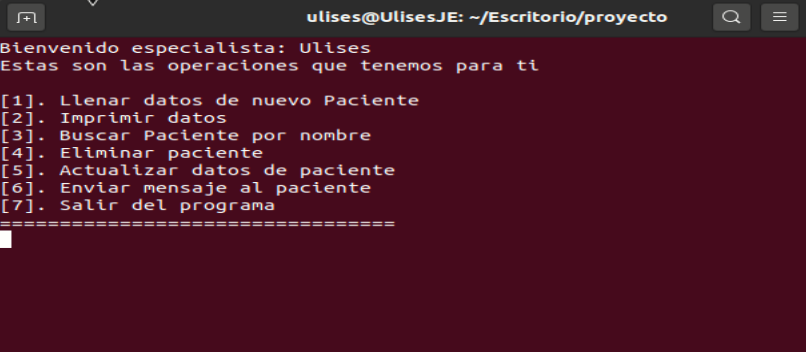 ulises@UlisesJE: ~/Escritorio/proyecto
Bienvenido especialista: Ulises
Estas son las operaciones que tenemos para ti
[1]. Llenar datos de nuevo Paciente
[2]. Imprimir datos
[3]. Buscar Paciente por nombre
[4]. Eliminar paciente
[5]. Actualizar datos de paciente
[6]. Enviar mensaje al paciente
[7]. Salir del programa
=================================